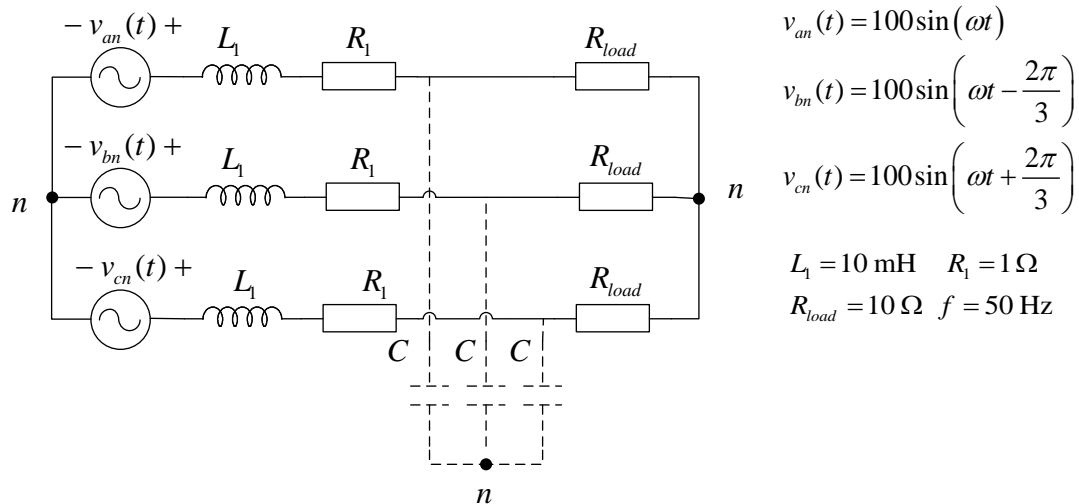 − v_an(t) +
L₁
R₁
R_load
− v_bn(t) +
L₁
R₁
R_load
n
n
− v_cn(t) +
L₁
R₁
R_load
C
C
C
n
v_an(t) = 100 sin(ωt)
v_bn(t) = 100 sin(ωt − 2π/3)
v_cn(t) = 100 sin(ωt + 2π/3)
L₁ = 10 mH R₁ = 1 Ω
R_load = 10 Ω f = 50 Hz